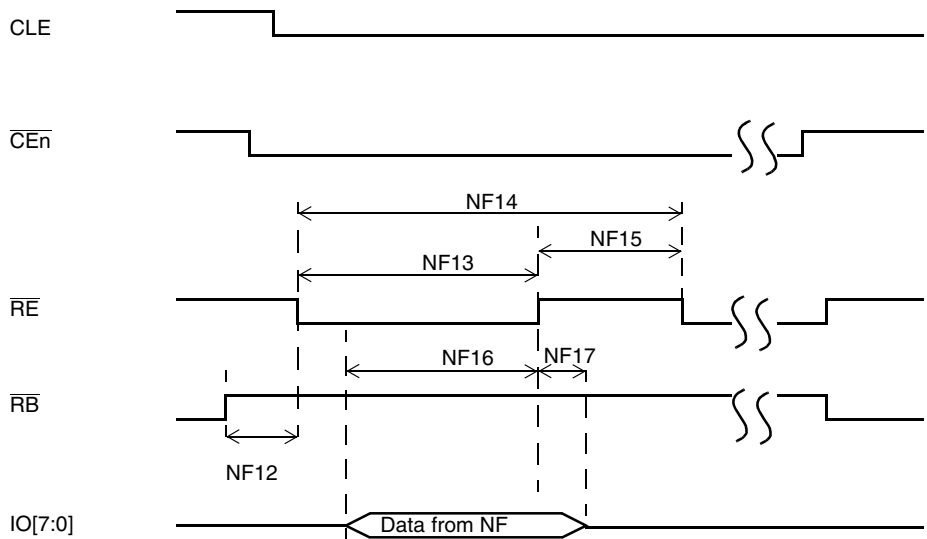 CLE
CEn
NF14
NF15
NF13
RE
NF16
NF17
RB
NF12
IO[7:0]
Data from NF